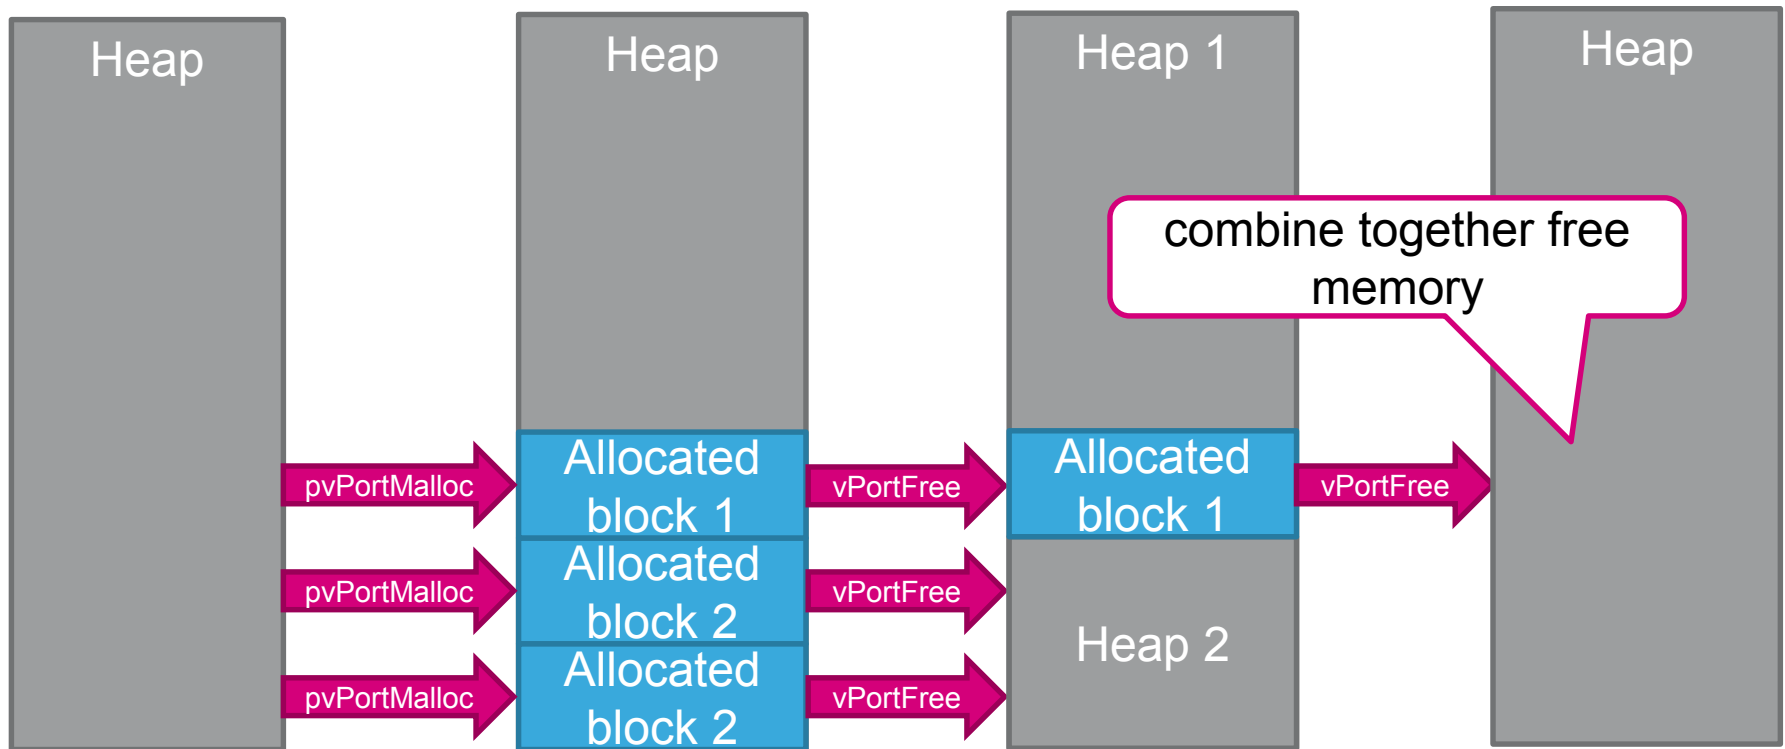 Heap
Heap
Heap 1
Heap
combine together free
memory
pvPortMalloc
Allocated
block 1
vPortFree
Allocated
block 1
vPortFree
pvPortMalloc
Allocated
block 2
vPortFree
Heap 2
pvPortMalloc
Allocated
block 2
vPortFree